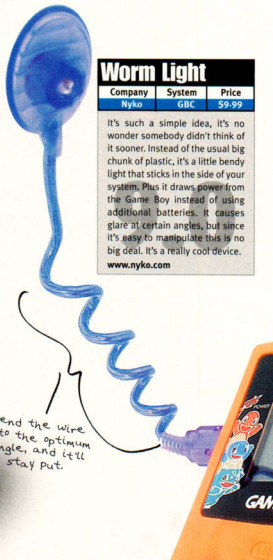 Worm Light
Company System Price
Nyko GBC $9.99
It's such a simple idea, it's no
wonder somebody didn't think of
it sooner. Instead of the usual big
chunk of plastic, it's a little bendy
light that sticks in the side of your
system. Plus it draws power from
the Game Boy instead of using
additional batteries. It causes
glare at certain angles, but since
it's easy to manipulate this is no
big deal. It's a really cool device.
www.nyko.com
end the wire
to the optimum
ngle, and it'll
stay put.
POWER
GAM